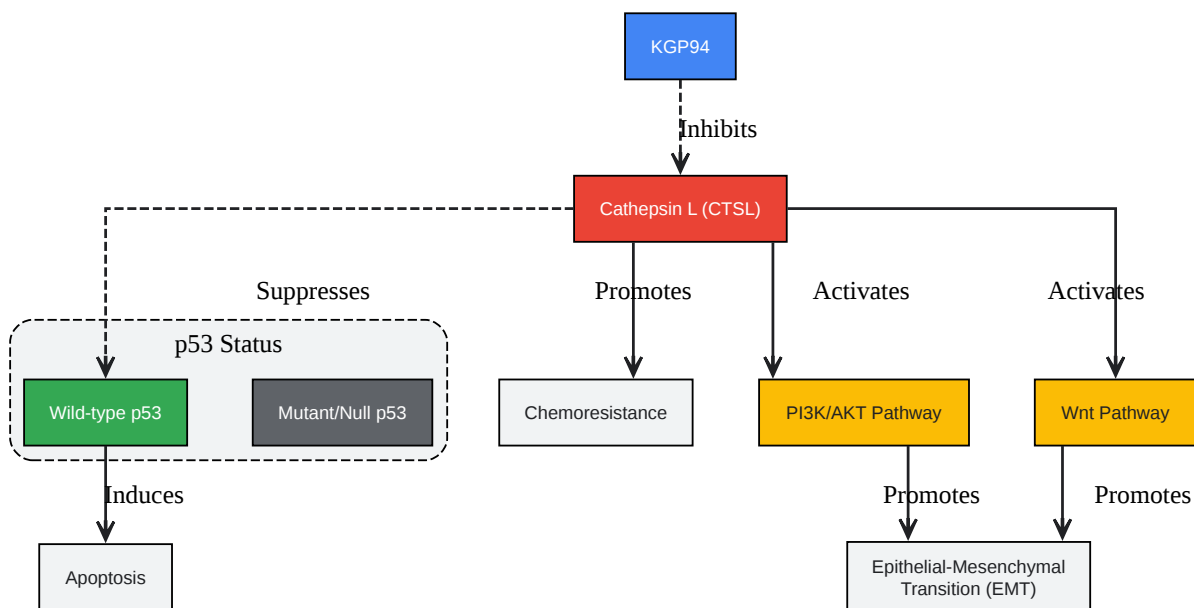 KGP94
Inhibits
Cathepsin L (CTSL)
Suppresses
Promotes
Activates
Activates
p53 Status
Wild-type p53
Mutant/Null p53
Chemoresistance
PI3K/AKT Pathway
Wnt Pathway
Induces
Promotes
Promotes
Apoptosis
Epithelial-Mesenchymal
Transition (EMT)